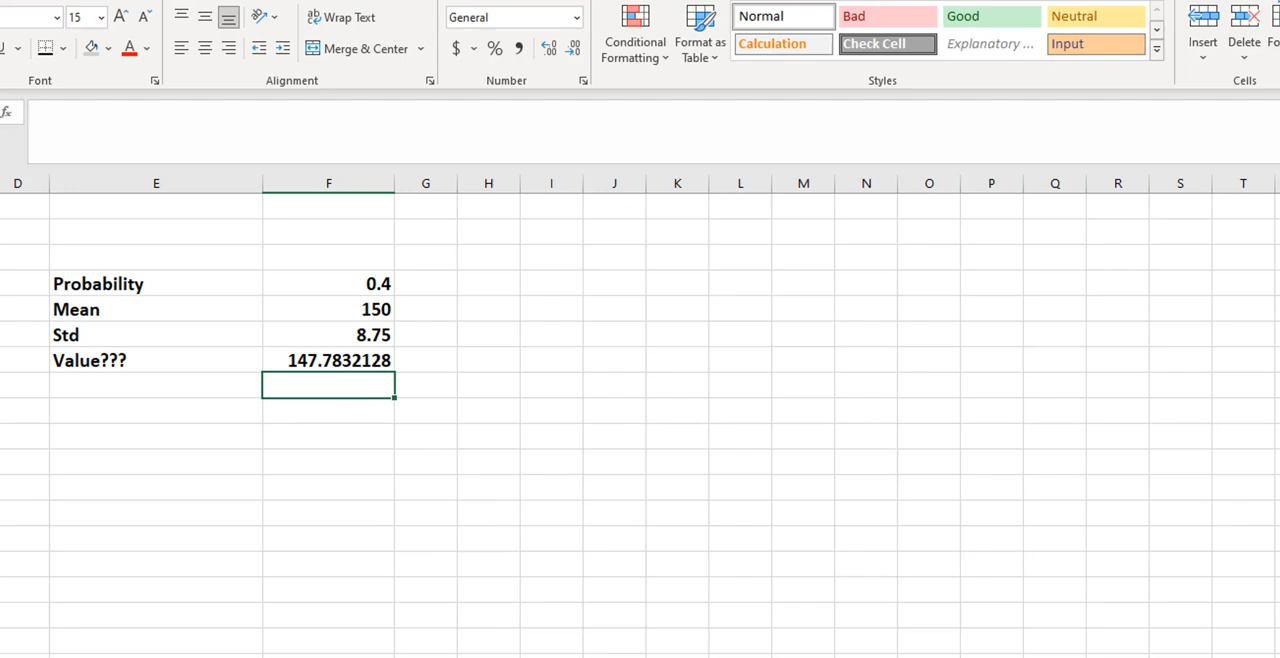 15 A^ Aˇ Wrap Text General Normal Bad Good Neutral
U A Merge & Center $ % , Conditional Formatting Format as Table Calculation Check Cell Explanatory ... Input Insert Delete
Font Alignment Number Styles Cells
fx
D E F G H I J K L M N O P Q R S T
Probability 0.4
Mean 150
Std 8.75
Value??? 147.7832128